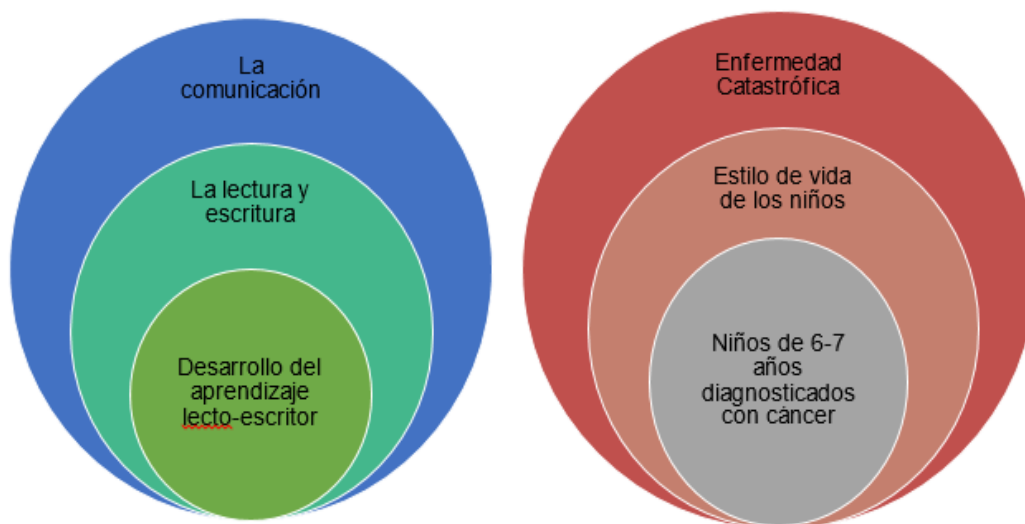 La
comunicación
La lectura y
escritura
Desarrollo del
aprendizaje
lecto-escritor
Enfermedad
Catastrófica
Estilo de vida
de los niños
Niños de 6-7
años
diagnosticados
con cáncer